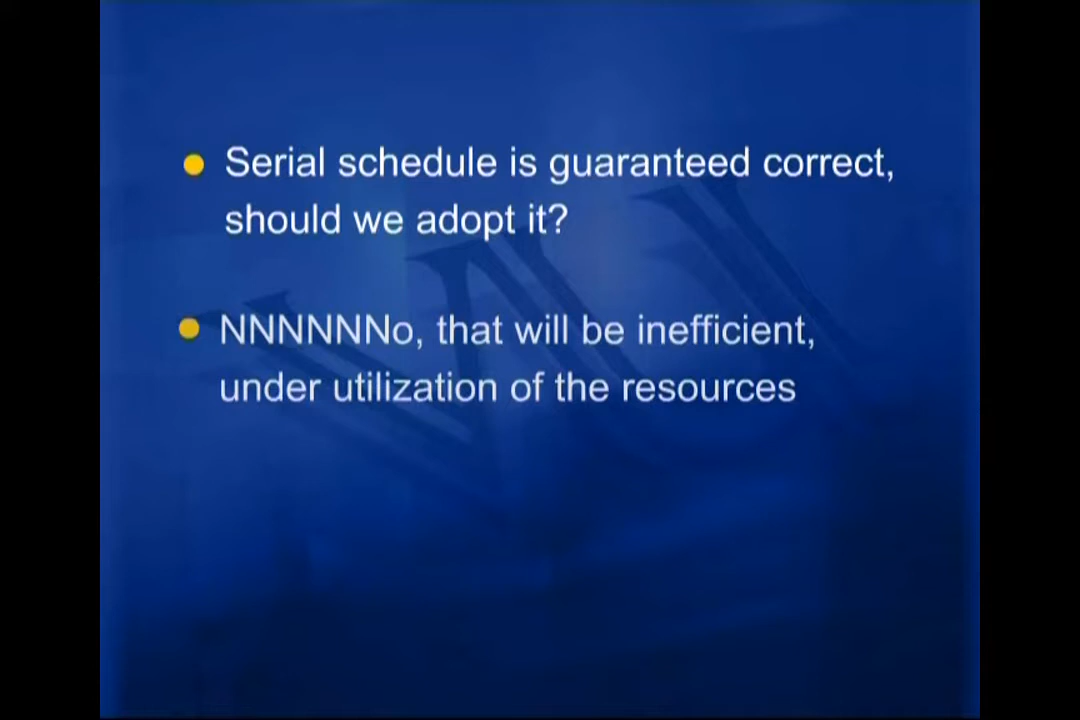 Serial schedule is guaranteed correct,
should we adopt it?
NNNNNNo, that will be inefficient,
under utilization of the resources
VU